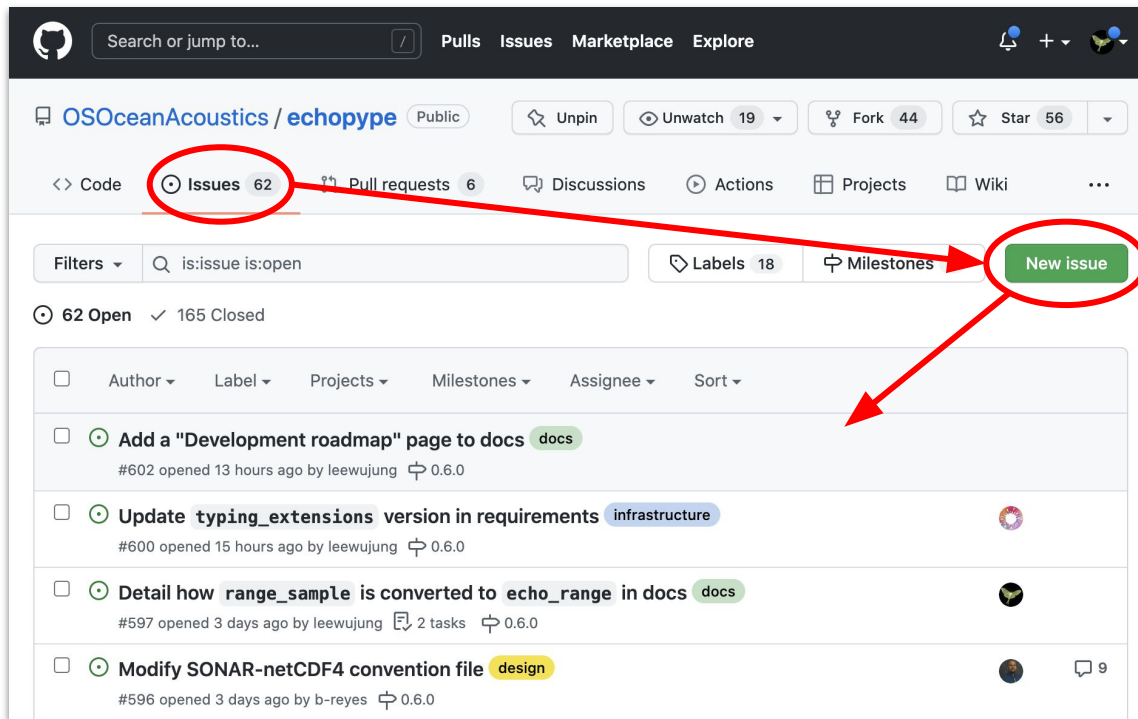 Search or jump to... / Pulls Issues Marketplace Explore
OSOceanAcoustics / echopype Public Unpin Unwatch 19 Fork 44 Star 56
Code Issues 62 Pull requests 6 Discussions Actions Projects Wiki ...
Filters is:issue is:open Labels 18 Milestones New issue
62 Open 165 Closed
Author Label Projects Milestones Assignee Sort
Add a "Development roadmap" page to docs docs
#602 opened 13 hours ago by leewujung 0.6.0
Update typing_extensions version in requirements infrastructure
#600 opened 15 hours ago by leewujung 0.6.0
Detail how range_sample is converted to echo_range in docs docs
#597 opened 3 days ago by leewujung 2 tasks 0.6.0
Modify SONAR-netCDF4 convention file design 9
#596 opened 3 days ago by b-reyes 0.6.0